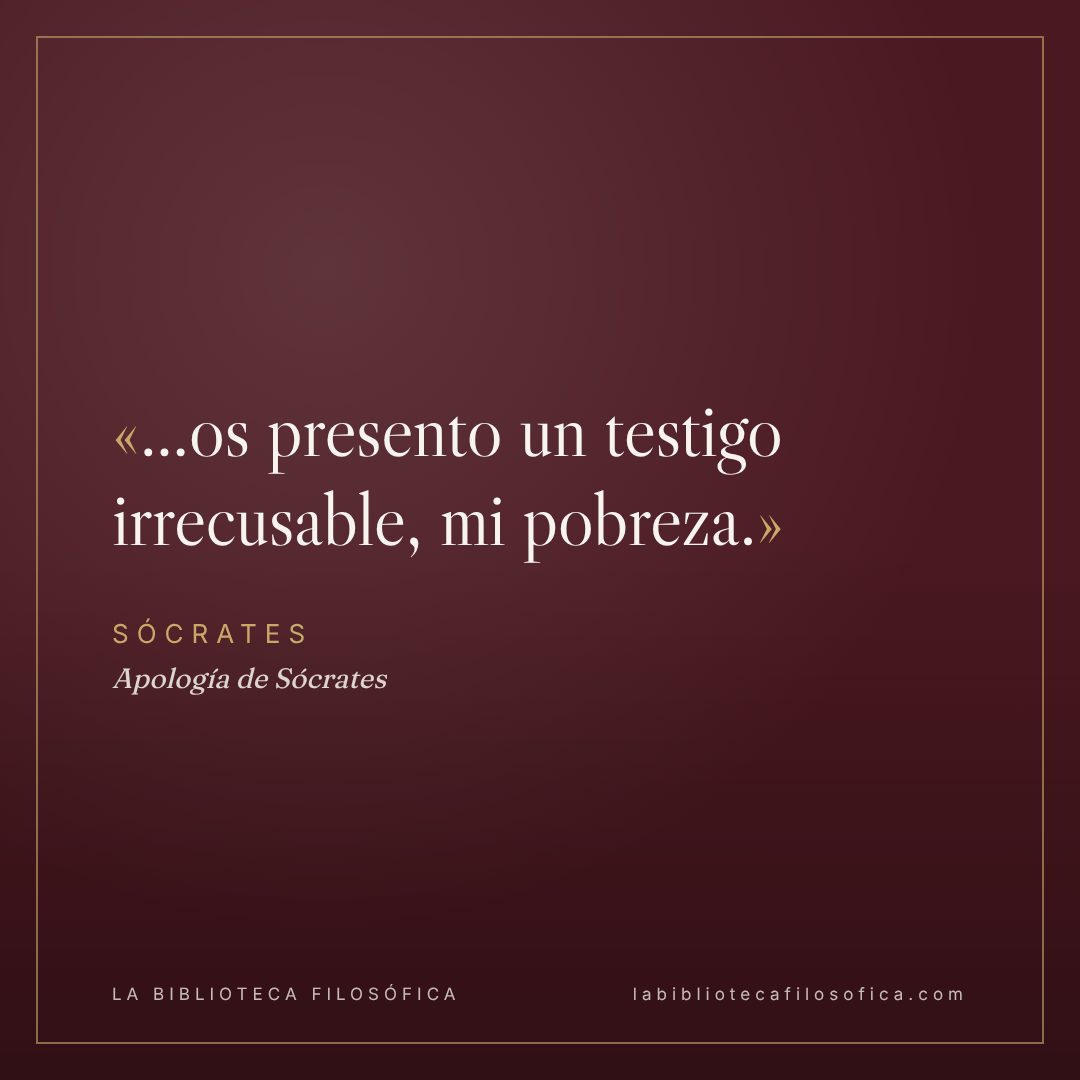 «...os presento un testigo
irrecusable, mi pobreza.»
SÓCRATES
Apología de Sócrates
LA BIBLIOTECA FILOSÓFICA
labibliotecafilosofica.com